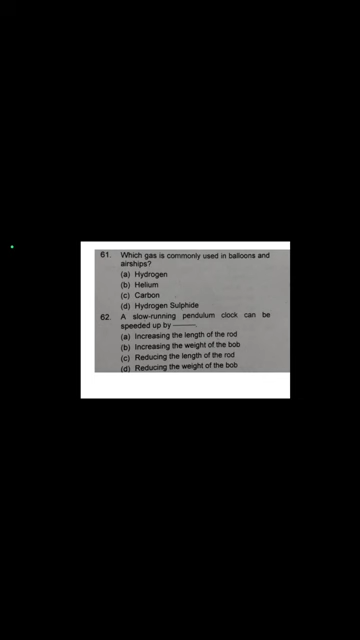 61. Which gas is commonly used in balloons and
airships?
(a) Hydrogen
(b) Helium
(c) Carbon
(d) Hydrogen Sulphide
62. A slow-running pendulum clock can be
speeded up by ———
(a) Increasing the length of the rod
(b) Increasing the weight of the bob
(c) Reducing the length of the rod
(d) Reducing the weight of the bob